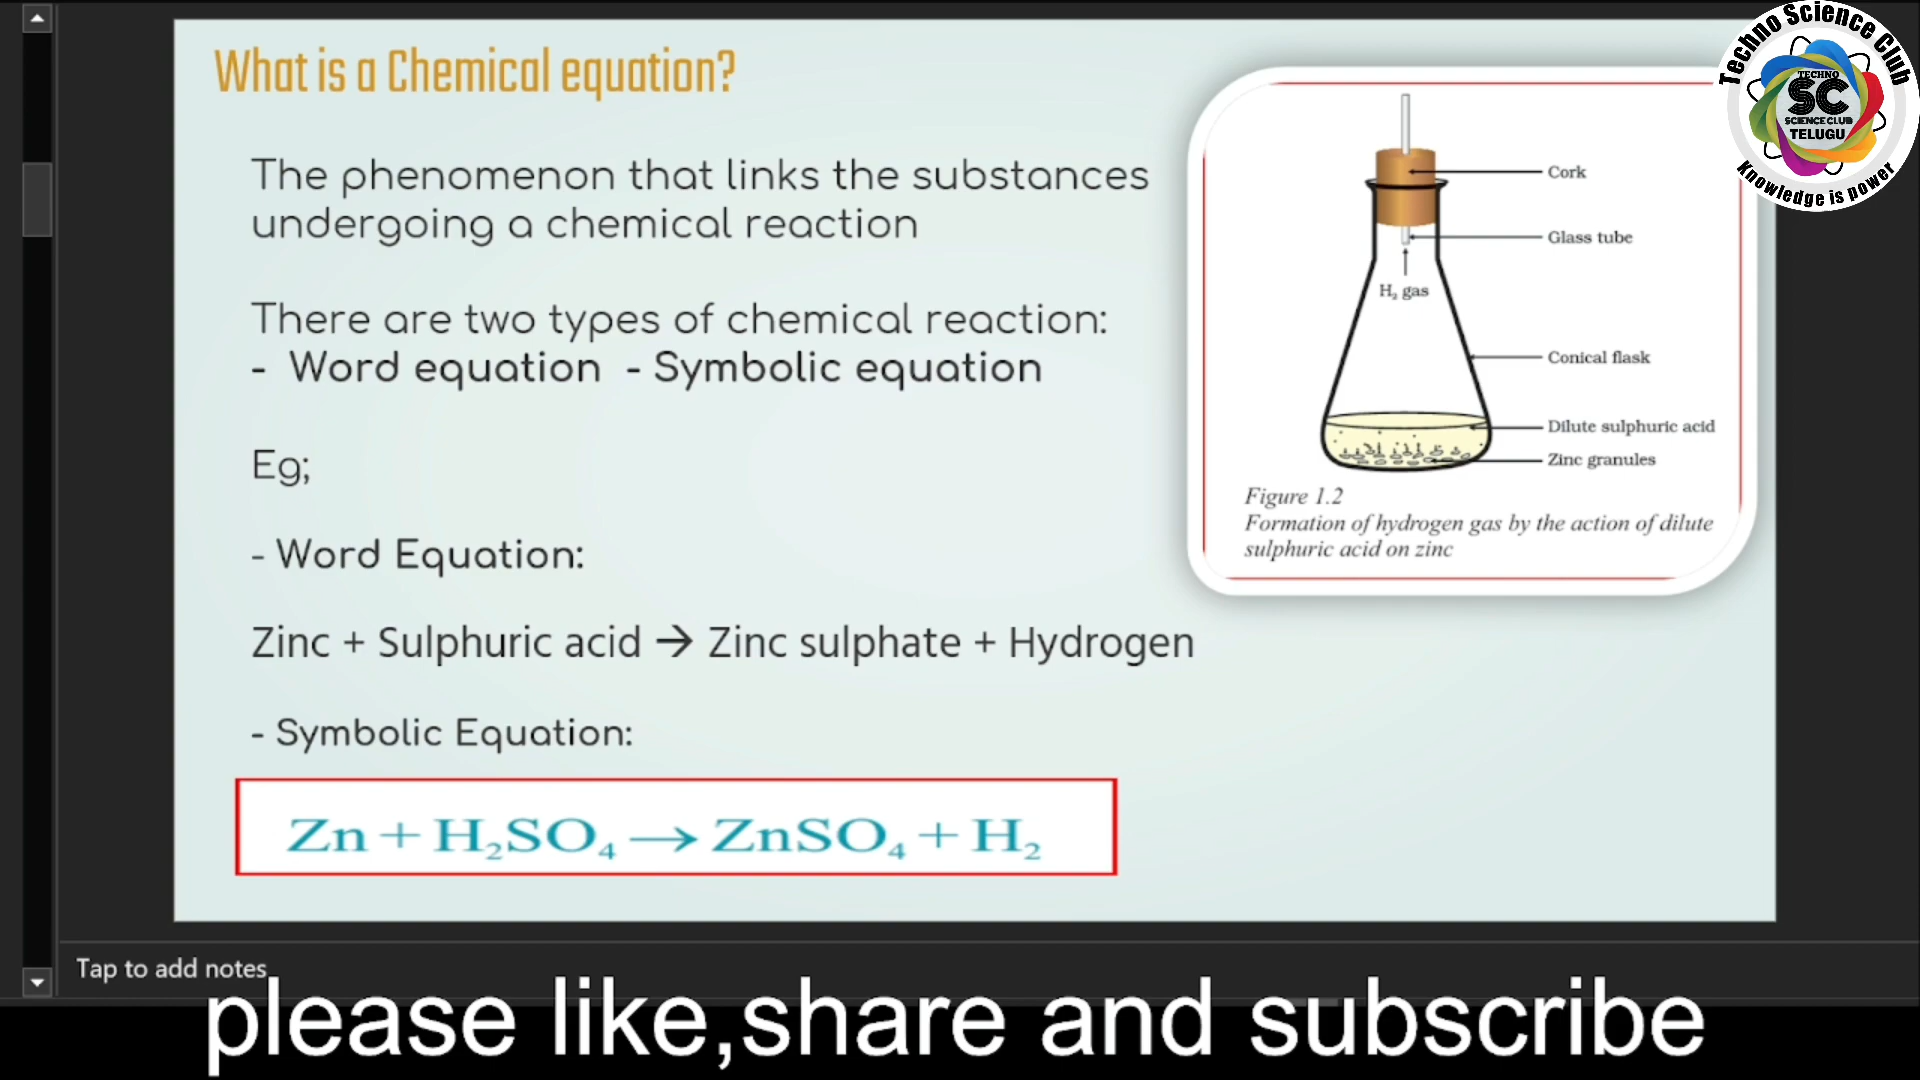 What is a Chemical equation?
The phenomenon that links the substances
undergoing a chemical reaction
There are two types of chemical reaction:
- Word equation - Symbolic equation
Eg;
- Word Equation:
Zinc + Sulphuric acid → Zinc sulphate + Hydrogen
- Symbolic Equation:
Zn + H₂SO₄ → ZnSO₄ + H₂
Cork
Glass tube
H₂ gas
Conical flask
Dilute sulphuric acid
Zinc granules
Figure 1.2
Formation of hydrogen gas by the action of dilute
sulphuric acid on zinc
Techno Science Club
TECHNO
SC
SCIENCE CLUB
TELUGU
Knowledge is power
Tap to add notes
please like,share and subscribe